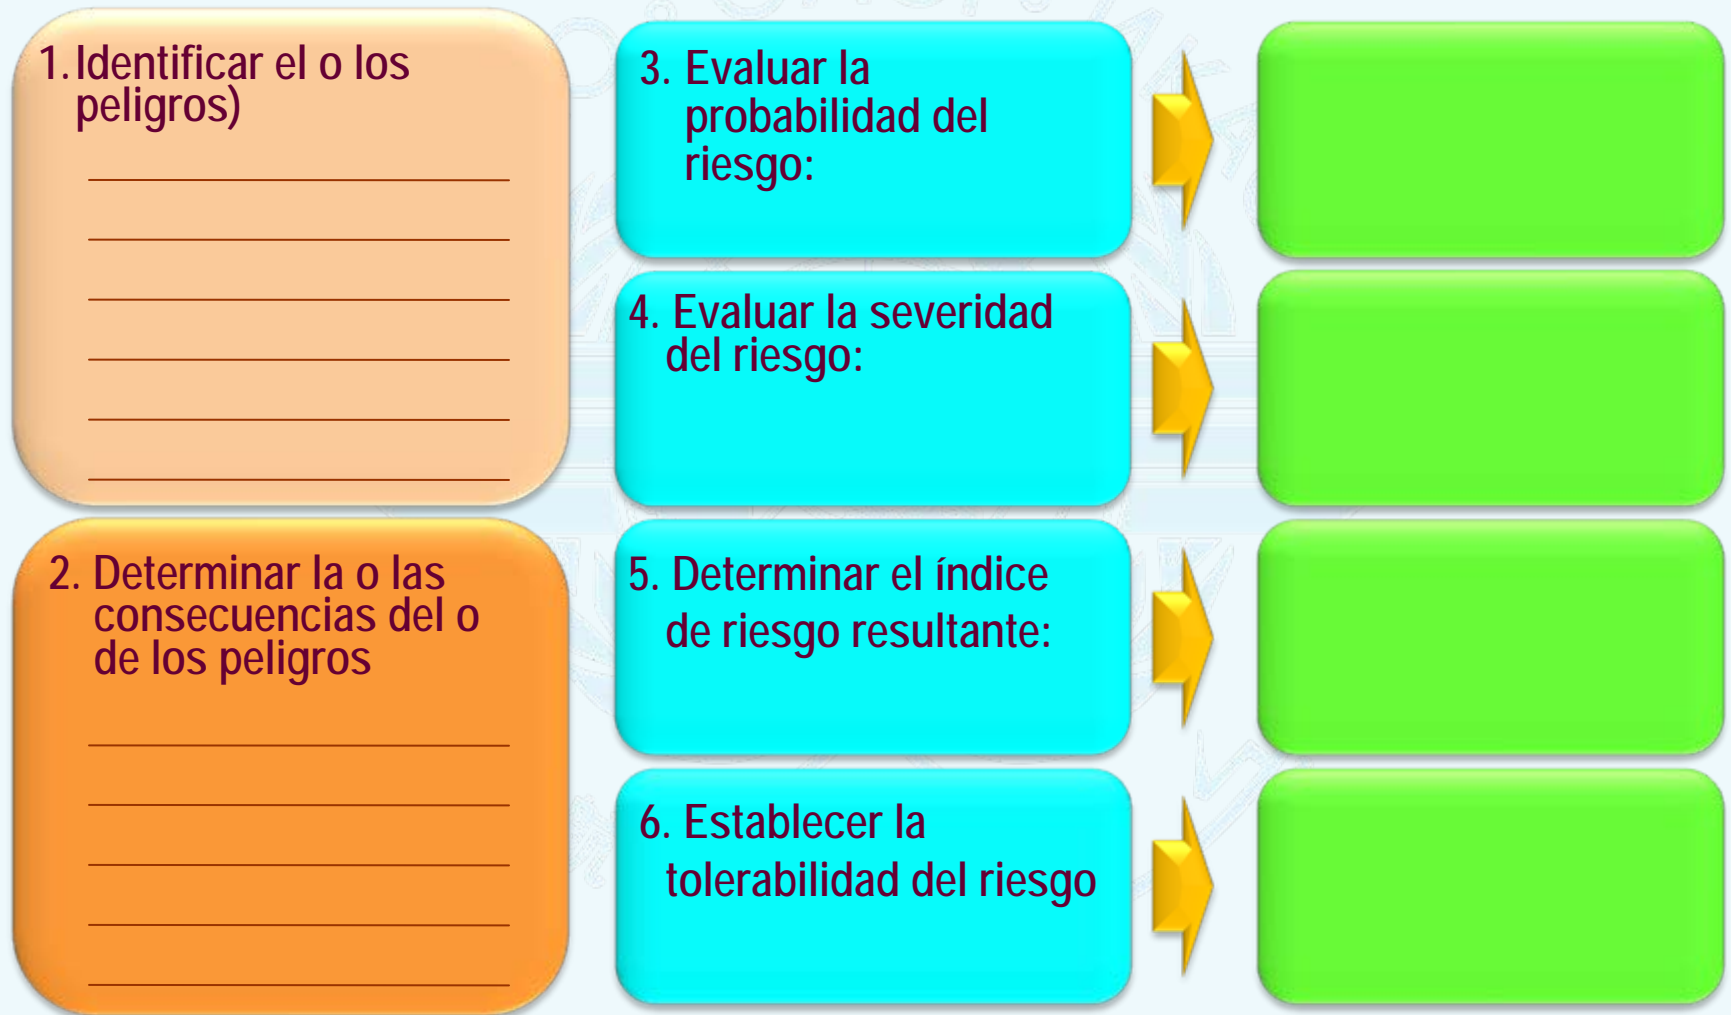 1. Identificar el o los
peligros)
2. Determinar la o las
consecuencias del o
de los peligros
3. Evaluar la
probabilidad del
riesgo:
4. Evaluar la severidad
del riesgo:
5. Determinar el índice
de riesgo resultante:
6. Establecer la
tolerabilidad del riesgo